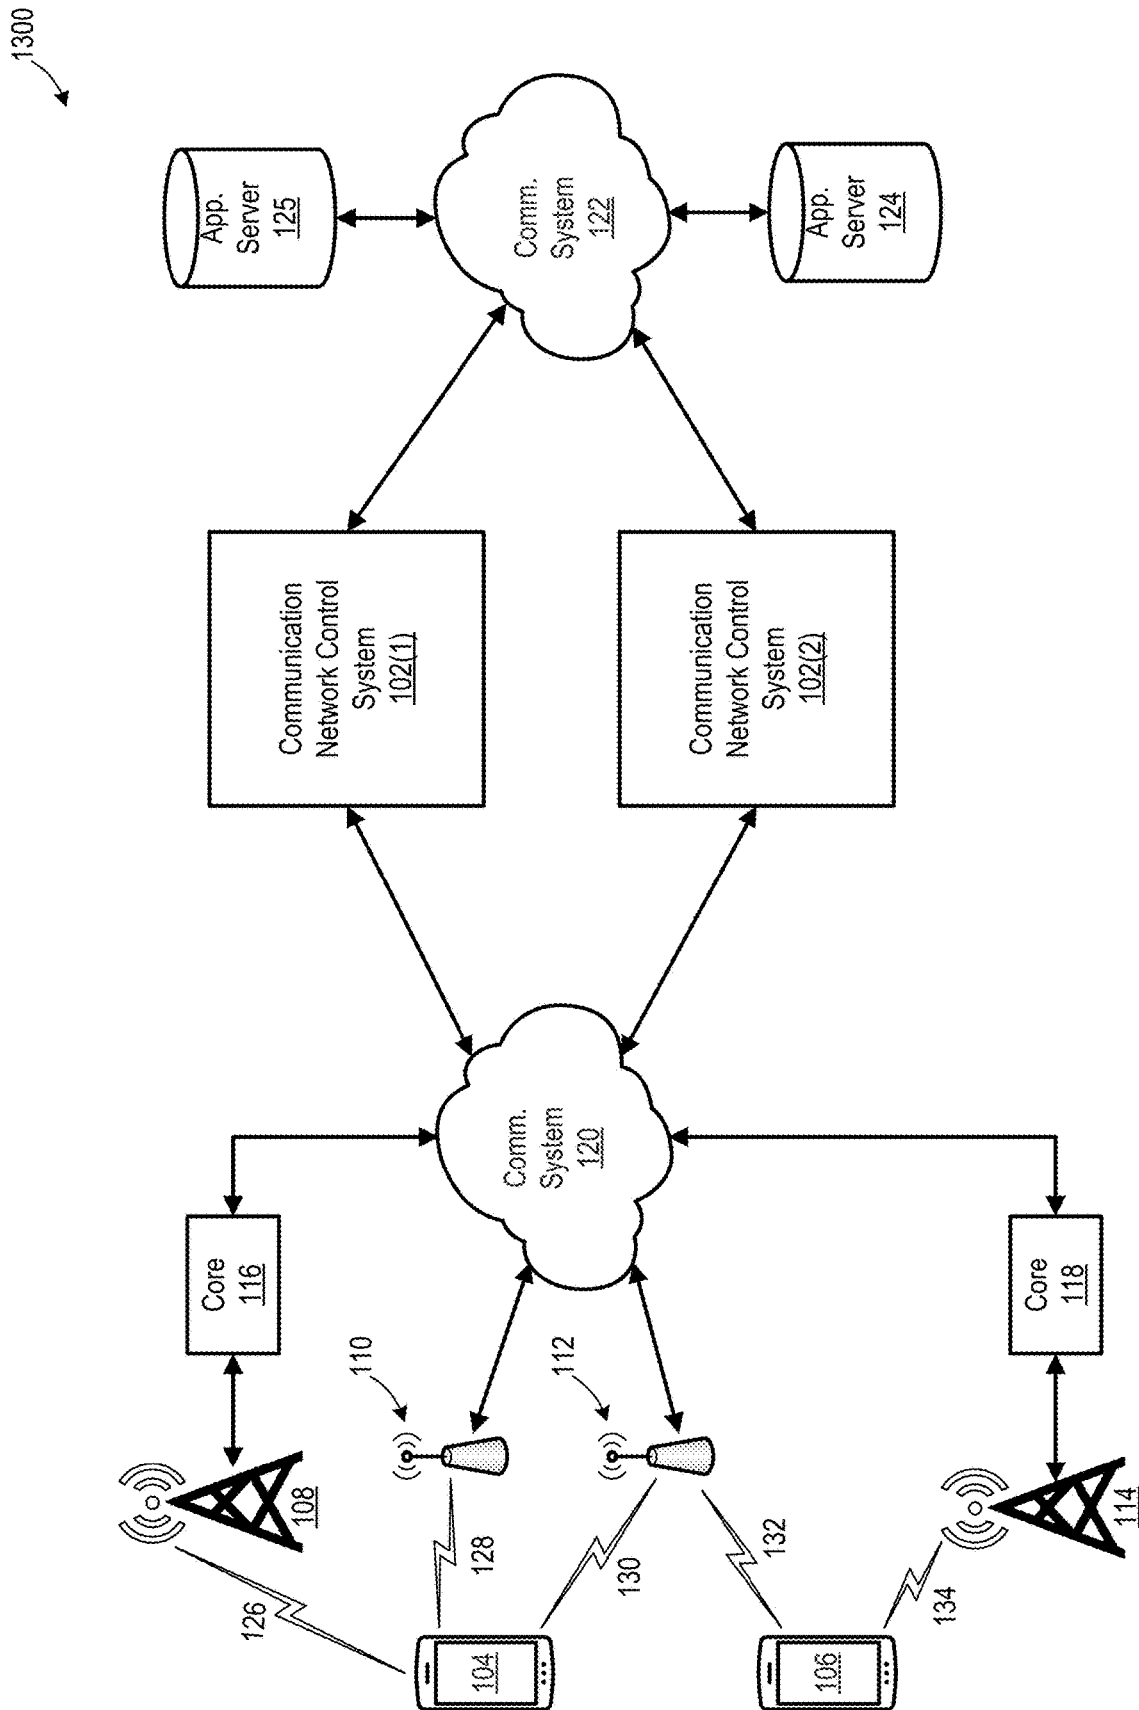 1300
App.
Server
125
Comm.
System
122
App.
Server
124
Communication
Network Control
System
102(1)
Communication
Network Control
System
102(2)
Comm.
System
120
Core
116
Core
118
110
112
108
114
126
128
130
132
134
104
106